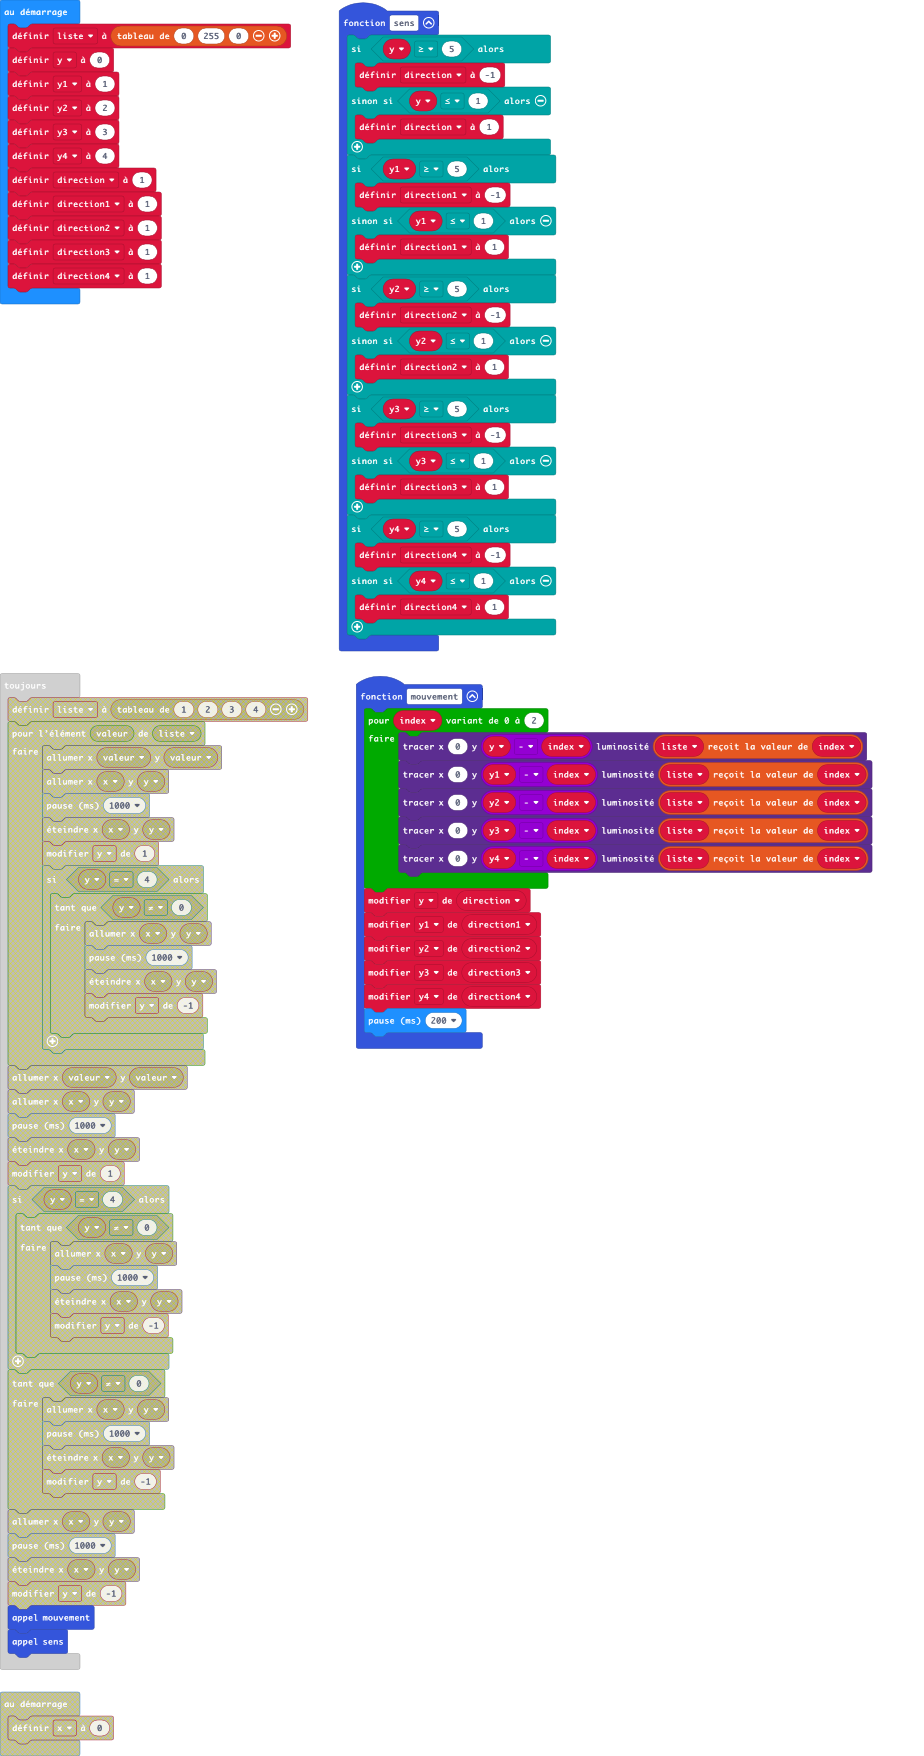 au démarrage
définir liste à tableau de 0 255 0
définir y à 0
définir y1 à 1
définir y2 à 2
définir y3 à 3
définir y4 à 4
définir direction à 1
définir direction1 à 1
définir direction2 à 1
définir direction3 à 1
définir direction4 à 1
fonction sens
si y ≥ 5 alors
définir direction à -1
sinon si y ≤ 1 alors
définir direction à 1
si y1 ≥ 5 alors
définir direction1 à -1
sinon si y1 ≤ 1 alors
définir direction1 à 1
si y2 ≥ 5 alors
définir direction2 à -1
sinon si y2 ≤ 1 alors
définir direction2 à 1
si y3 ≥ 5 alors
définir direction3 à -1
sinon si y3 ≤ 1 alors
définir direction3 à 1
si y4 ≥ 5 alors
définir direction4 à -1
sinon si y4 ≤ 1 alors
définir direction4 à 1
toujours
définir liste à tableau de 1 2 3 4
pour l'élément valeur de liste
faire
allumer x valeur y valeur
allumer x x y y
pause (ms) 1000
éteindre x x y y
modifier y de 1
si y = 4 alors
tant que y ≠ 0
faire
allumer x x y y
pause (ms) 1000
éteindre x x y y
modifier y de -1
allumer x valeur y valeur
allumer x x y y
pause (ms) 1000
éteindre x x y y
modifier y de 1
si y = 4 alors
tant que y ≠ 0
faire
allumer x x y y
pause (ms) 1000
éteindre x x y y
modifier y de -1
tant que y ≠ 0
faire
allumer x x y y
pause (ms) 1000
éteindre x x y y
modifier y de -1
allumer x x y y
pause (ms) 1000
éteindre x x y y
modifier y de -1
appel mouvement
appel sens
fonction mouvement
pour index variant de 0 à 2
faire
tracer x 0 y y - index luminosité liste reçoit la valeur de index
tracer x 0 y y1 - index luminosité liste reçoit la valeur de index
tracer x 0 y y2 - index luminosité liste reçoit la valeur de index
tracer x 0 y y3 - index luminosité liste reçoit la valeur de index
tracer x 0 y y4 - index luminosité liste reçoit la valeur de index
modifier y de direction
modifier y1 de direction1
modifier y2 de direction2
modifier y3 de direction3
modifier y4 de direction4
pause (ms) 200
au démarrage
définir x à 0